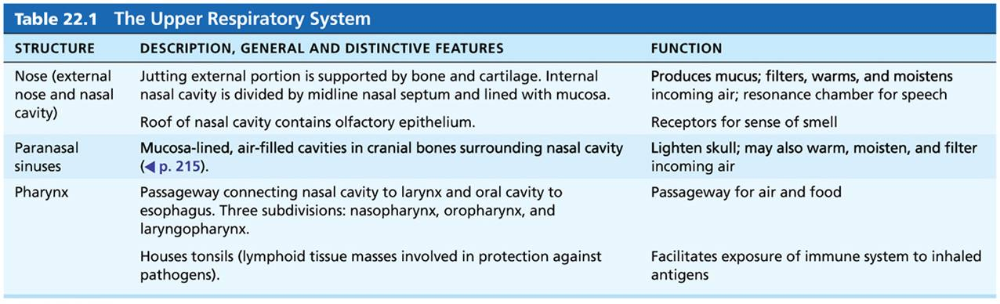 Table 22.1 The Upper Respiratory System
STRUCTURE DESCRIPTION, GENERAL AND DISTINCTIVE FEATURES FUNCTION
Nose (external Jutting external portion is supported by bone and cartilage. Internal Produces mucus; filters, warms, and moistens
nose and nasal nasal cavity is divided by midline nasal septum and lined with mucosa. incoming air; resonance chamber for speech
cavity)
Roof of nasal cavity contains olfactory epithelium. Receptors for sense of smell
Paranasal Mucosa-lined, air-filled cavities in cranial bones surrounding nasal cavity Lighten skull; may also warm, moisten, and filter
sinuses (◀ p. 215). incoming air
Pharynx Passageway connecting nasal cavity to larynx and oral cavity to Passageway for air and food
esophagus. Three subdivisions: nasopharynx, oropharynx, and
laryngopharynx.
Houses tonsils (lymphoid tissue masses involved in protection against Facilitates exposure of immune system to inhaled
pathogens). antigens